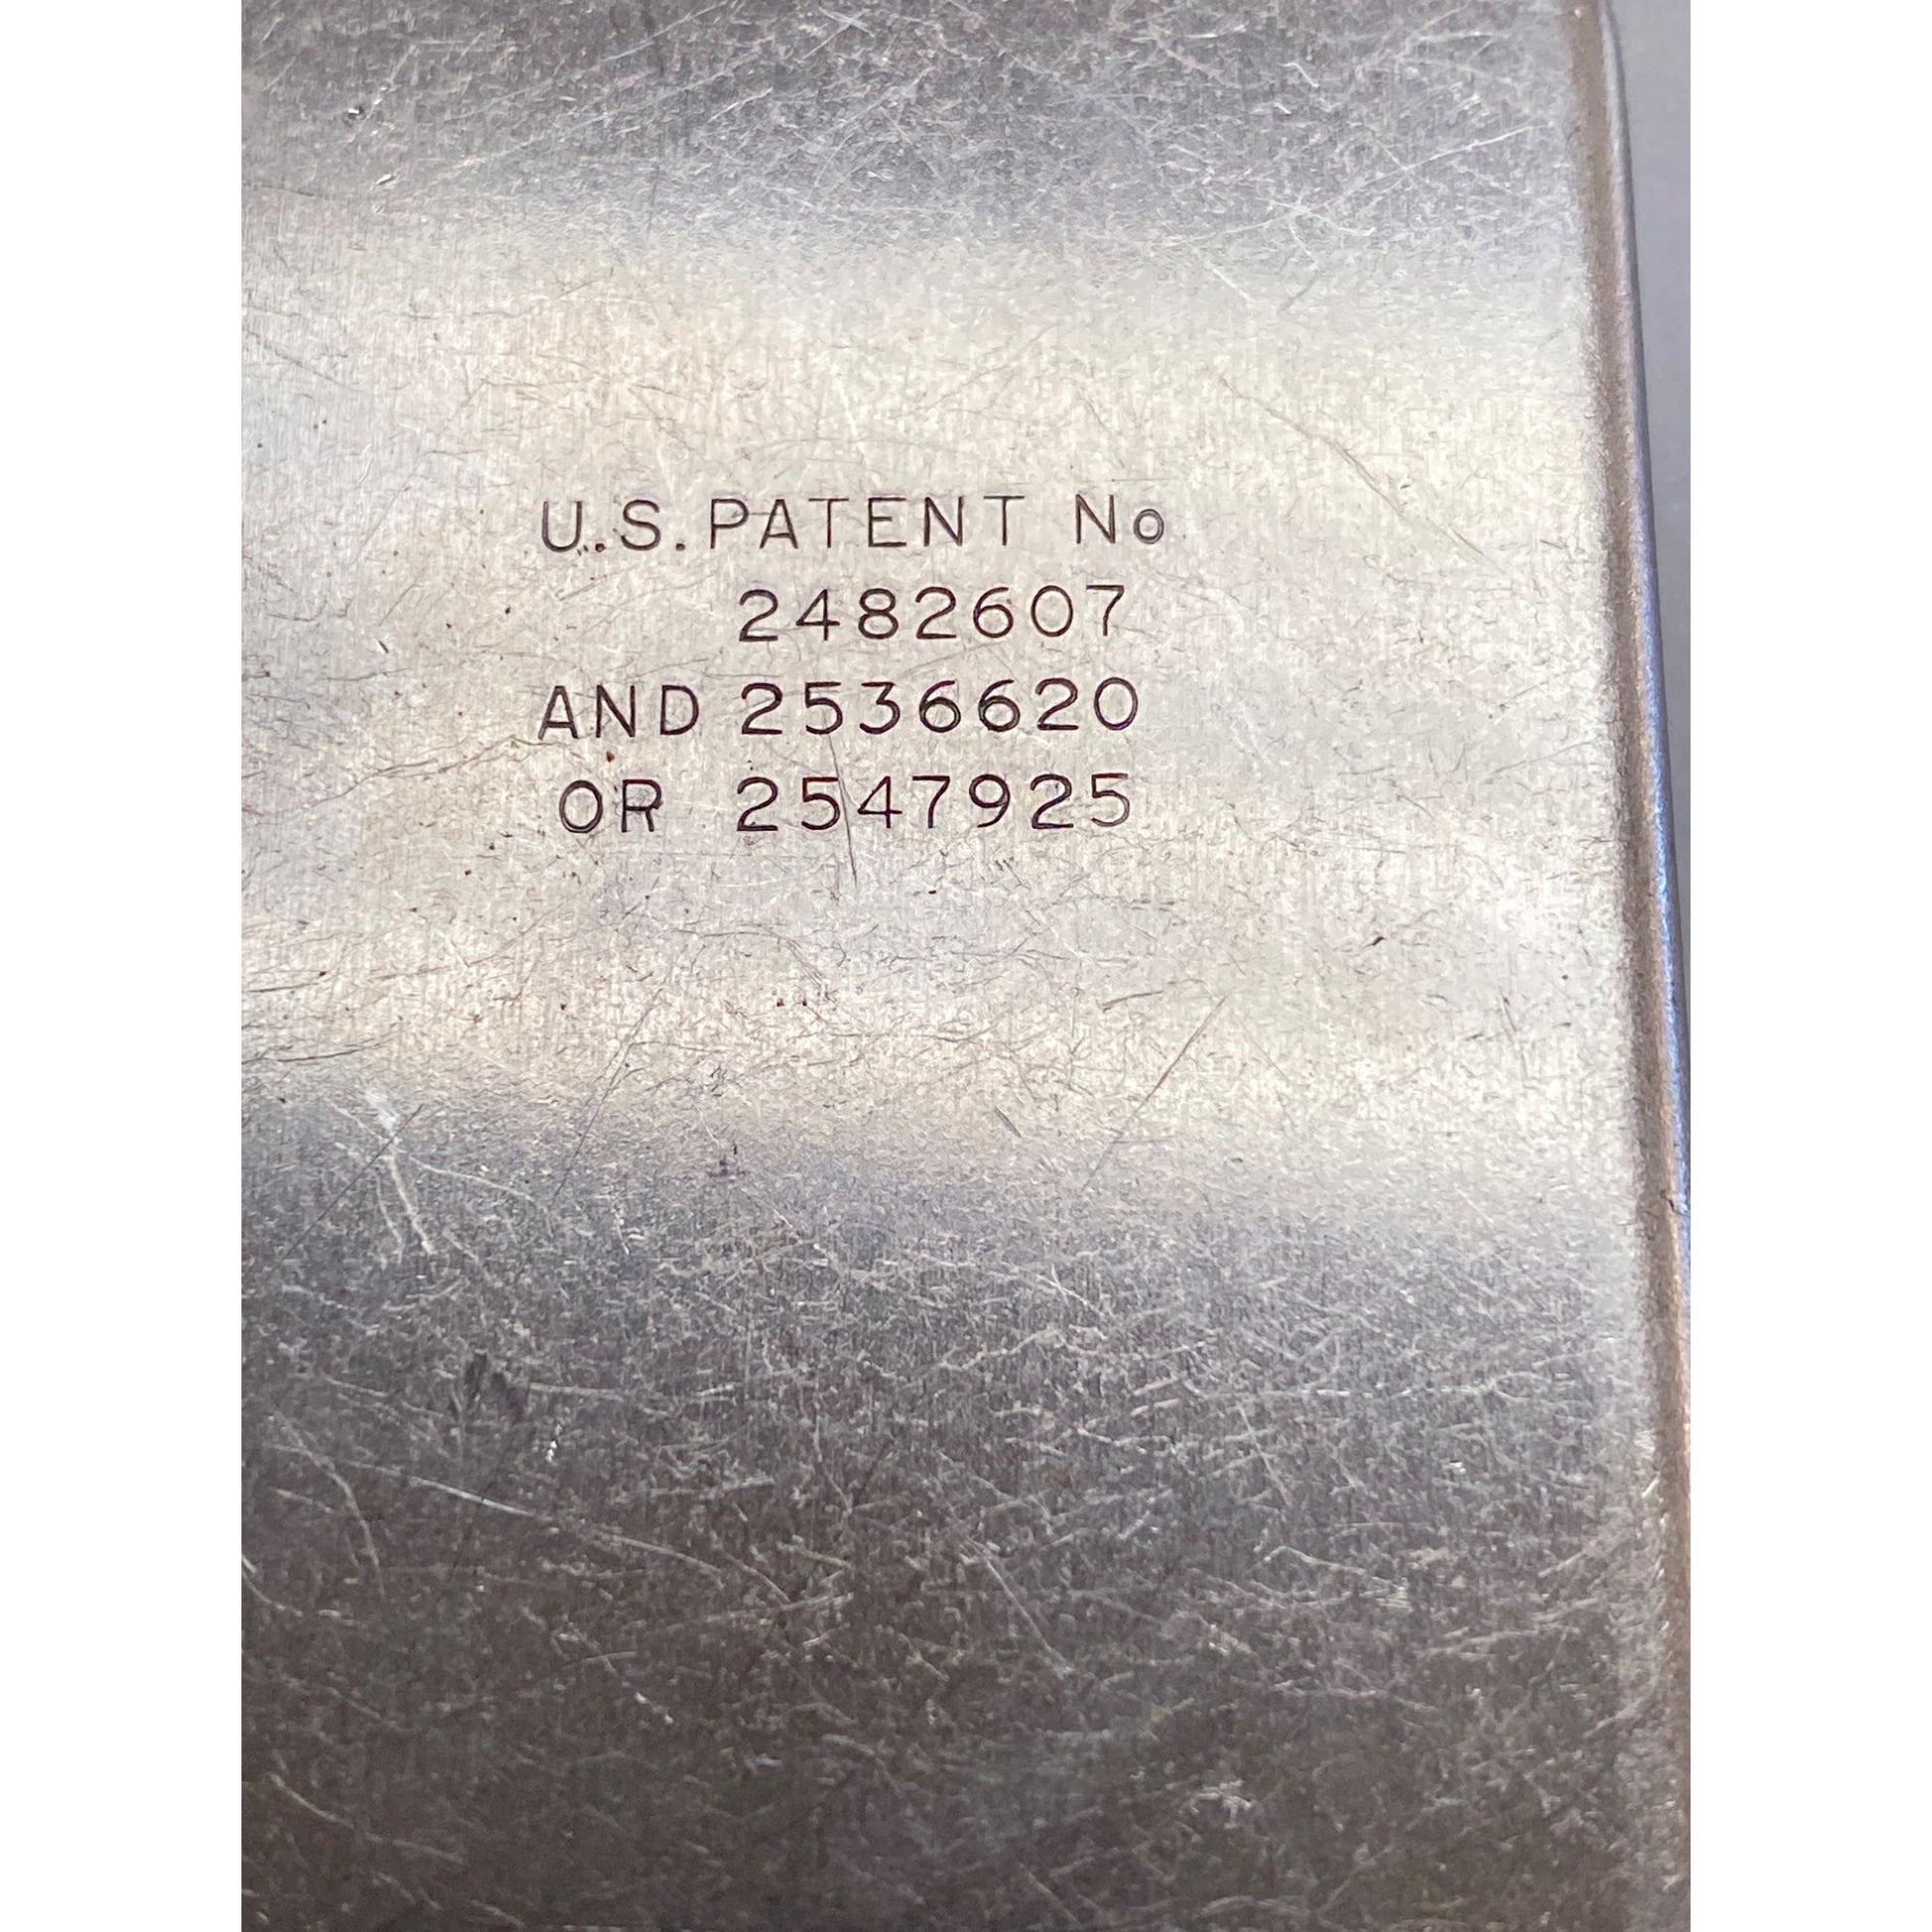 U.S. PATENT No
2482607
AND 2536620
OR 2547925